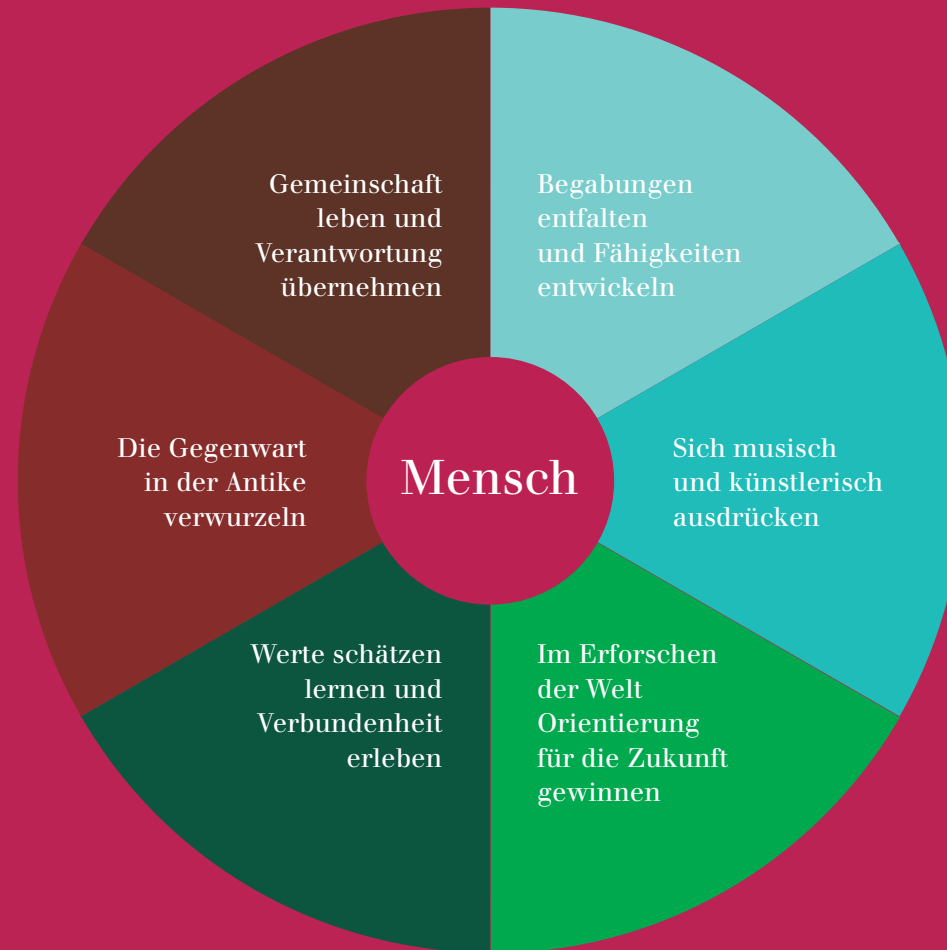 Gemeinschaft
leben und
Verantwortung
übernehmen
Begabungen
entfalten
und Fähigkeiten
entwickeln
Die Gegenwart
in der Antike
verwurzeln
Mensch
Sich musisch
und künstlerisch
ausdrücken
Werte schätzen
lernen und
Verbundenheit
erleben
Im Erforschen
der Welt
Orientierung
für die Zukunft
gewinnen